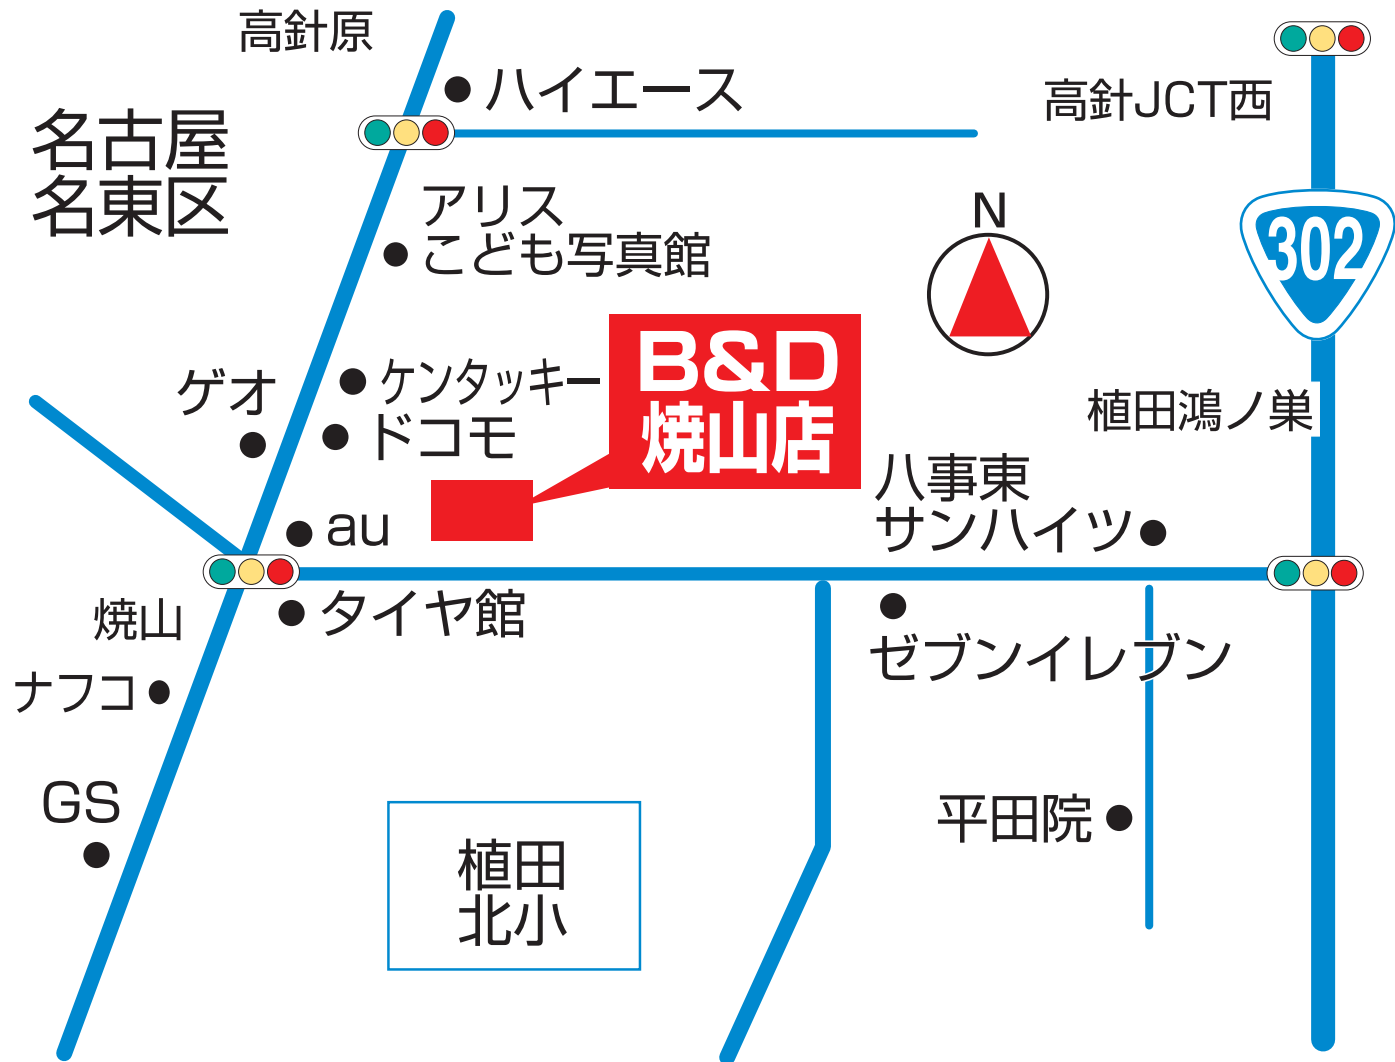 高針原
ハイエース
高針JCT西
名古屋
名東区
アリス
こども写真館
N
302
B&D
焼山店
ケンタッキー
ゲオ
ドコモ
植田鴻ノ巣
八事東
サンハイツ
au
タイヤ館
焼山
ゼブンイレブン
ナフコ
GS
平田院
植田
北小